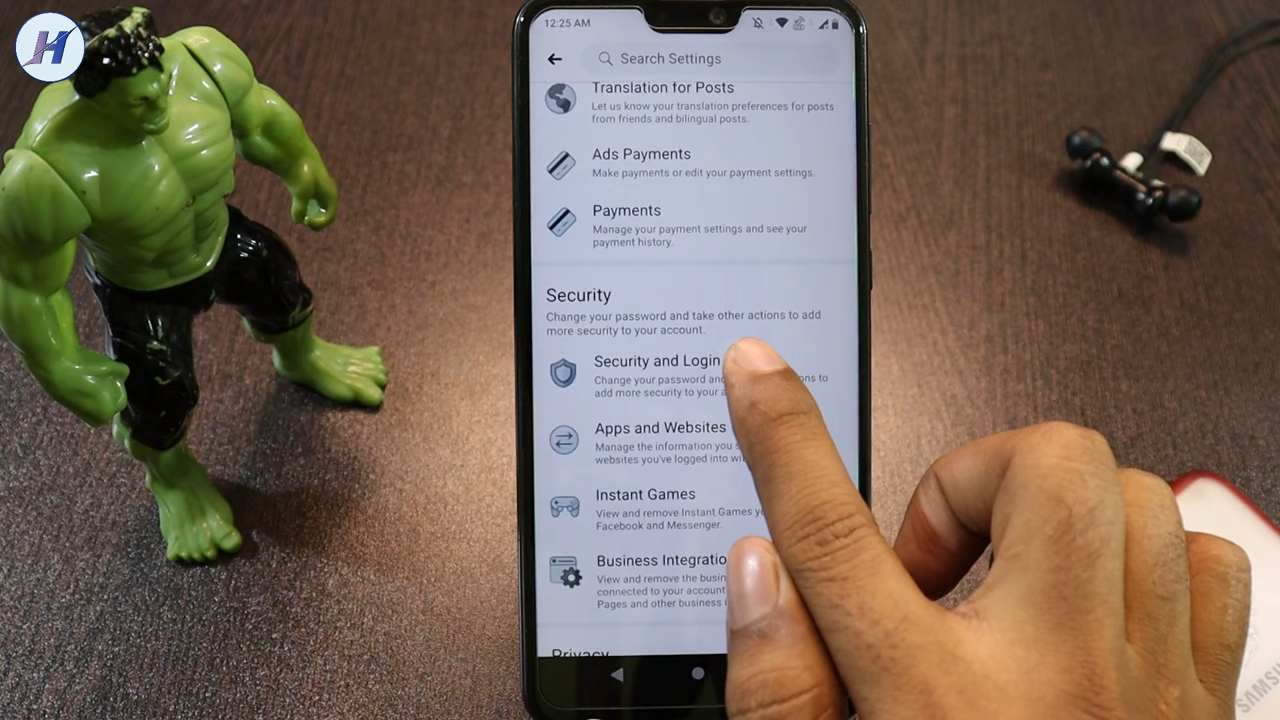 H
12:25 AM
Search Settings
Translation for Posts
Let us know your translation preferences for posts
from friends and bilingual posts.
Ads Payments
Make payments or edit your payment settings.
Payments
Manage your payment settings and see your
payment history.
Security
Change your password and take other actions to add
more security to your account.
Security and Login
Change your password and
add more security to your
Apps and Websites
Manage the information you
websites you've logged into
Instant Games
View and remove Instant Games
Facebook and Messenger.
Business
View and remove the
connected to your account
Pages and other business
Privacy
SAMSU